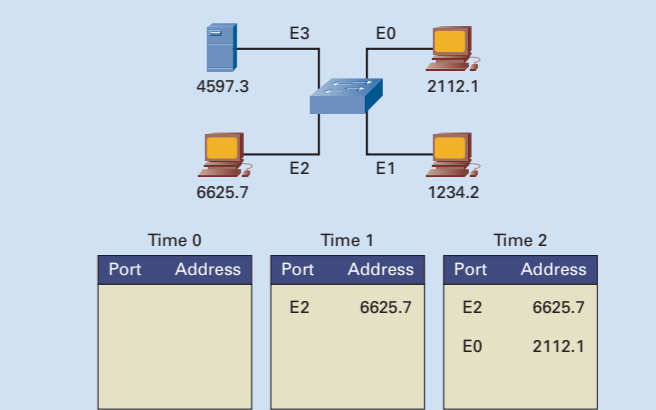 E3 E0
4597.3 2112.1
E2 E1
6625.7 1234.2
Time 0 Time 1 Time 2
Port Address Port Address Port Address
E2 6625.7 E2 6625.7
E0 2112.1